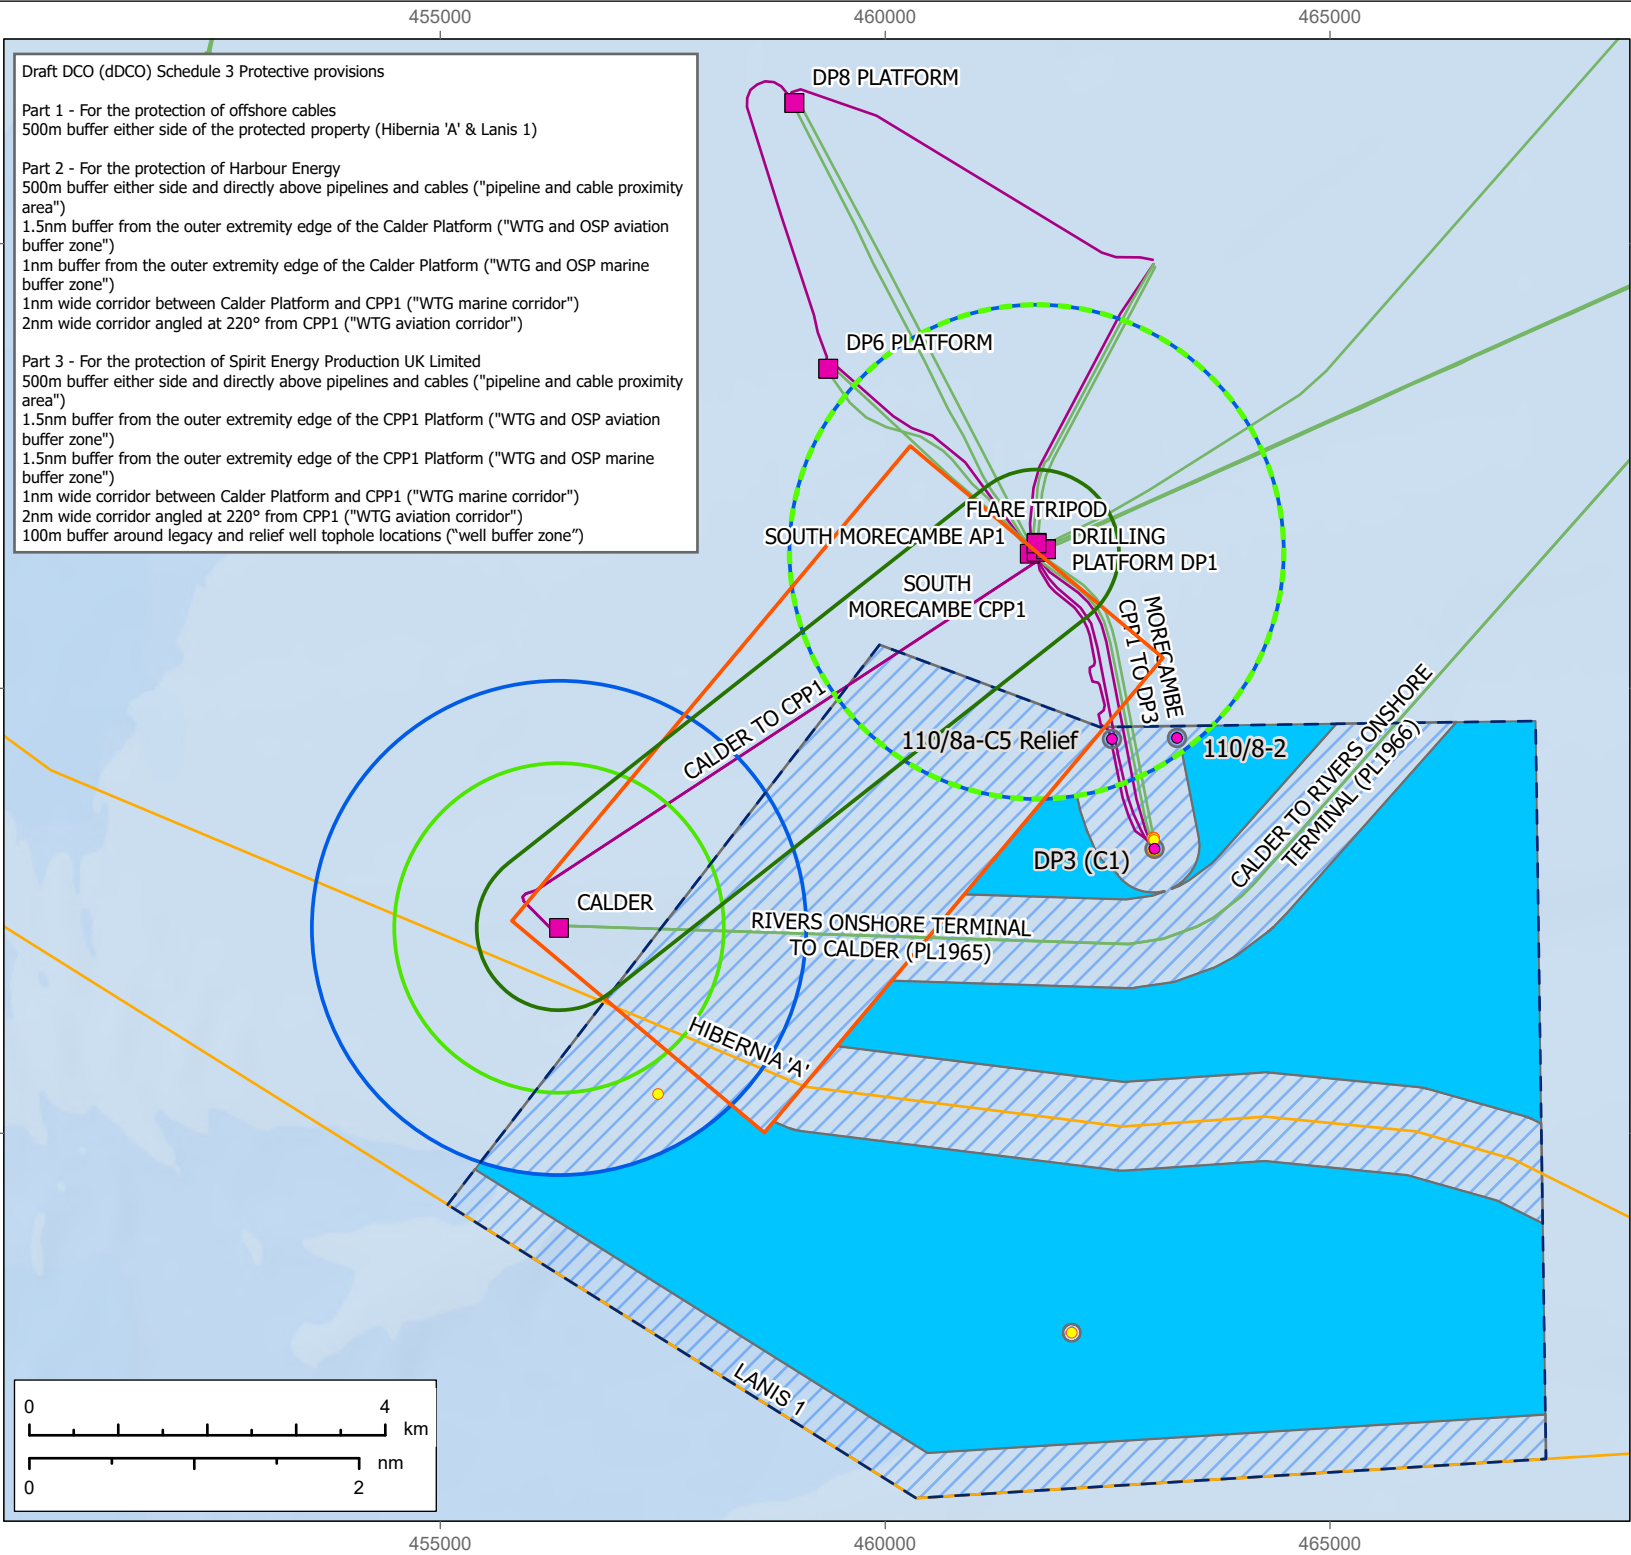 455000
460000
465000
Draft DCO (dDCO) Schedule 3 Protective provisions
Part 1 - For the protection of offshore cables
500m buffer either side of the protected property (Hibernia 'A' & Lanis 1)
Part 2 - For the protection of Harbour Energy
500m buffer either side and directly above pipelines and cables ("pipeline and cable proximity
area")
1.5nm buffer from the outer extremity edge of the Calder Platform ("WTG and OSP aviation
buffer zone")
1nm buffer from the outer extremity edge of the Calder Platform ("WTG and OSP marine
buffer zone")
1nm wide corridor between Calder Platform and CPP1 ("WTG marine corridor")
2nm wide corridor angled at 220° from CPP1 ("WTG aviation corridor")
Part 3 - For the protection of Spirit Energy Production UK Limited
500m buffer either side and directly above pipelines and cables ("pipeline and cable proximity
area")
1.5nm buffer from the outer extremity edge of the CPP1 Platform ("WTG and OSP aviation
buffer zone")
1.5nm buffer from the outer extremity edge of the CPP1 Platform ("WTG and OSP marine
buffer zone")
1nm wide corridor between Calder Platform and CPP1 ("WTG marine corridor")
2nm wide corridor angled at 220° from CPP1 ("WTG aviation corridor")
100m buffer around legacy and relief well tophole locations (“well buffer zone”)
DP8 PLATFORM
DP6 PLATFORM
FLARE TRIPOD
SOUTH MORECAMBE AP1
DRILLING
PLATFORM DP1
SOUTH
MORECAMBE CPP1
MORECAMBE
CPP1 TO DP3
CALDER TO CPP1
110/8a-C5 Relief
110/8-2
CALDER TO RIVERS ONSHORE
TERMINAL (PL1966)
DP3 (C1)
CALDER
RIVERS ONSHORE TERMINAL
TO CALDER (PL1965)
HIBERNIA 'A'
LANIS 1
0
4
km
nm
0
2
455000
460000
465000